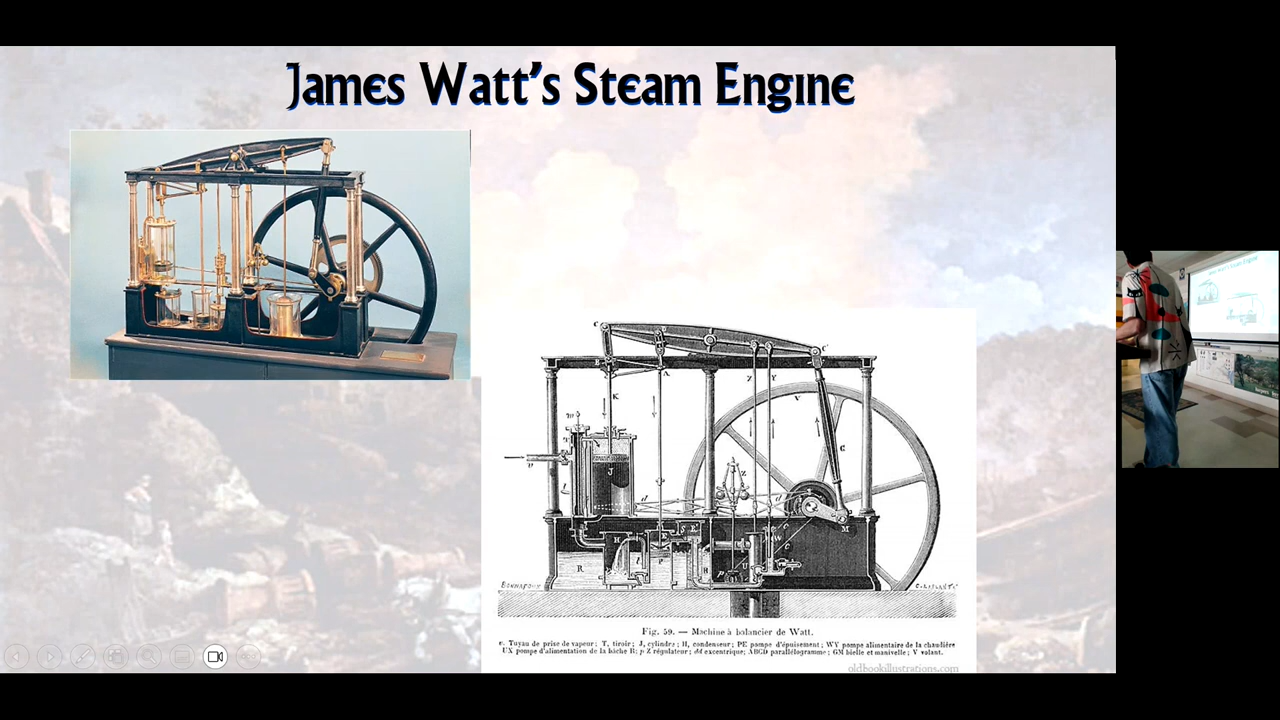 James Watt's Steam Engine
Fig. 59. — Machine à balancier de Watt.
v. Tuyau de prise de vapeur; T, tiroir; J, cylindre; H, condenseur; PE pompe d'épuisement; WY pompe alimentaire de la chaudière
UX pompe d'alimentation de la bâche R; p Z régulateur; dd excentrique; ABCD parallélogramme; GM bielle et manivelle; V volant.
oldbookillustrations.com